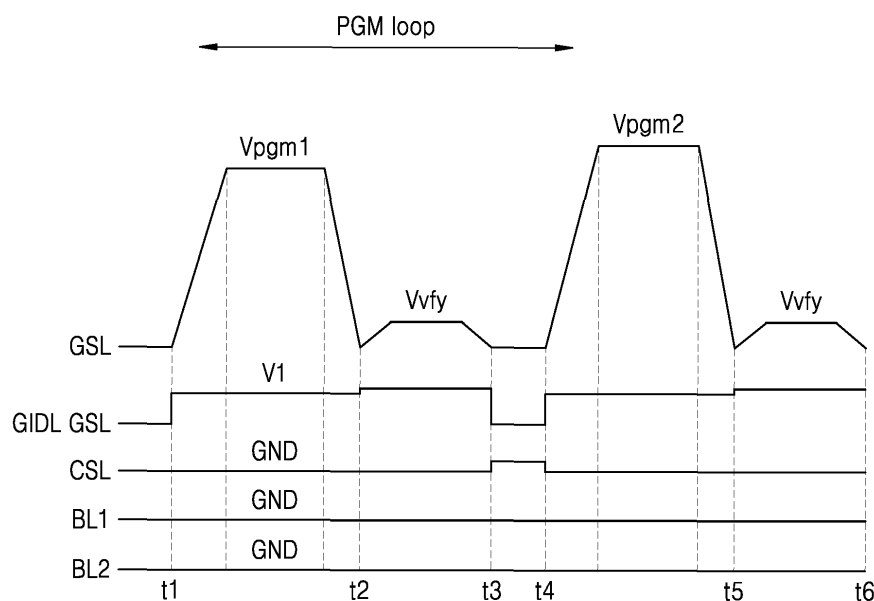 PGM loop
Vpgm1
Vpgm2
Vvfy
Vvfy
GSL
V1
GIDL GSL
GND
CSL
GND
BL1
GND
BL2
t1 t2 t3 t4 t5 t6